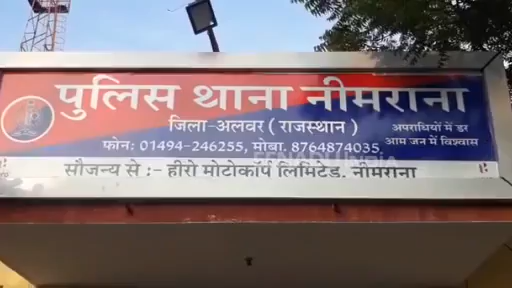 पुलिस थाना नीमराना
जिला-अलवर ( राजस्थान )
अपराधियों में डर
आम जन में विश्वास
फोन: 01494-246255, मोबा. 8764874035.
सौजन्य से :- हीरो मोटोकॉर्प लिमिटेड. नीमराना